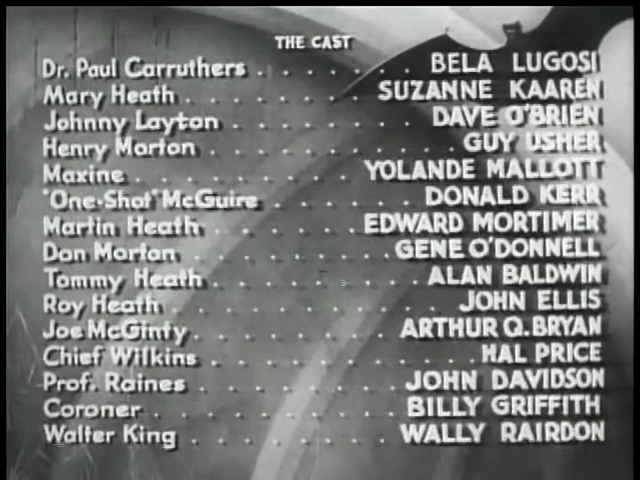 THE CAST
Dr. Paul Carruthers . . . . . . BELA LUGOSI
Mary Heath . . . . . . . . SUZANNE KAAREN
Johnny Layton . . . . . . . . DAVE O'BRIEN
Henry Morton . . . . . . . . . . GUY USHER
Maxine . . . . . . . . . YOLANDE MALLOTT
"One-Shot" McGuire . . . . . . DONALD KERR
Martin Heath . . . . . . EDWARD MORTIMER
Don Morton . . . . . . . . GENE O'DONNELL
Tommy Heath . . . . . . . . ALAN BALDWIN
Roy Heath . . . . . . . . . . . JOHN ELLIS
Joe McGinty . . . . . . . ARTHUR Q. BRYAN
Chief Wilkins . . . . . . . . . . HAL PRICE
Prof. Raines . . . . . . . . JOHN DAVIDSON
Coroner . . . . . . . . . . BILLY GRIFFITH
Walter King . . . . . . . . WALLY RAIRDON